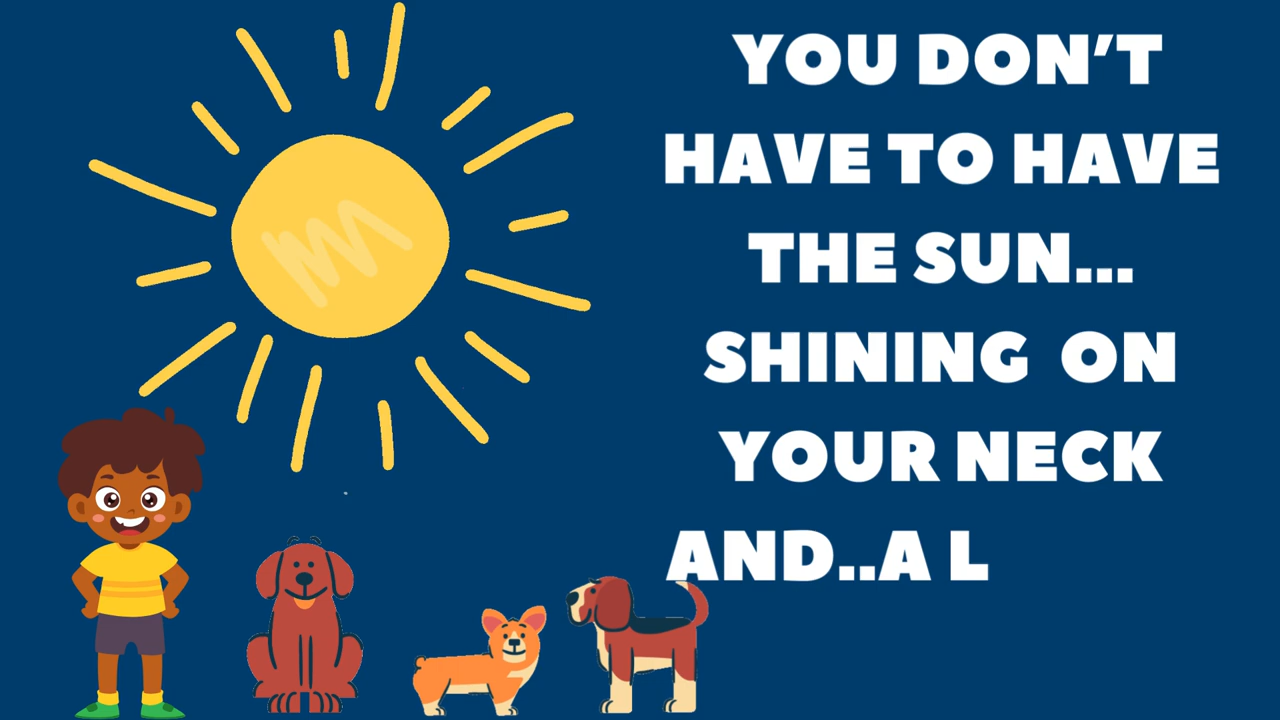 YOU DON'T
HAVE TO HAVE
THE SUN...
SHINING ON
YOUR NECK
AND..A L